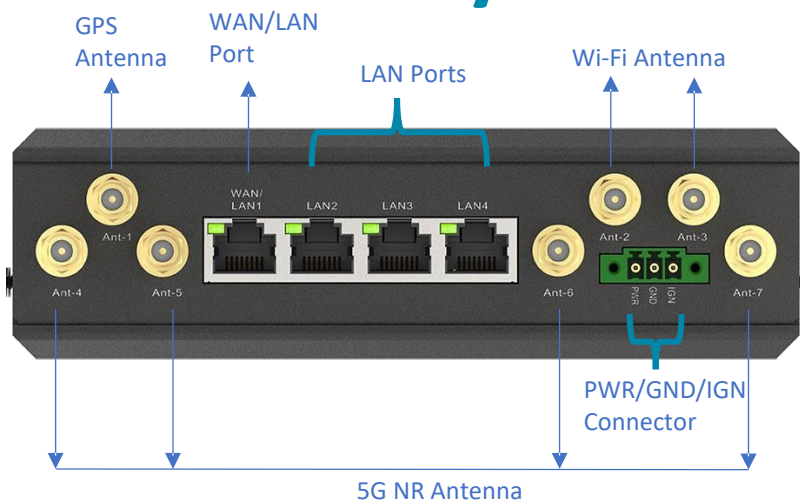 GPS
Antenna
WAN/LAN
Port
LAN Ports
Wi-Fi Antenna
WAN/
LAN1
LAN2
LAN3
LAN4
Ant-1
Ant-2
Ant-3
Ant-4
Ant-5
Ant-6
Ant-7
PWR
GND
IGN
PWR/GND/IGN
Connector
5G NR Antenna